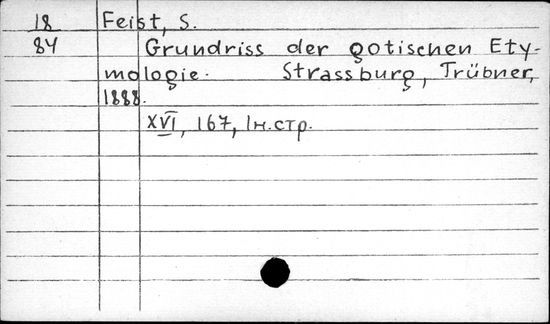 18 Feist, S.
84 Grundriss der gotischen Ety-
mologie. Strassburg, Trübner,
1888.
XVI, 167, 1н.стр.